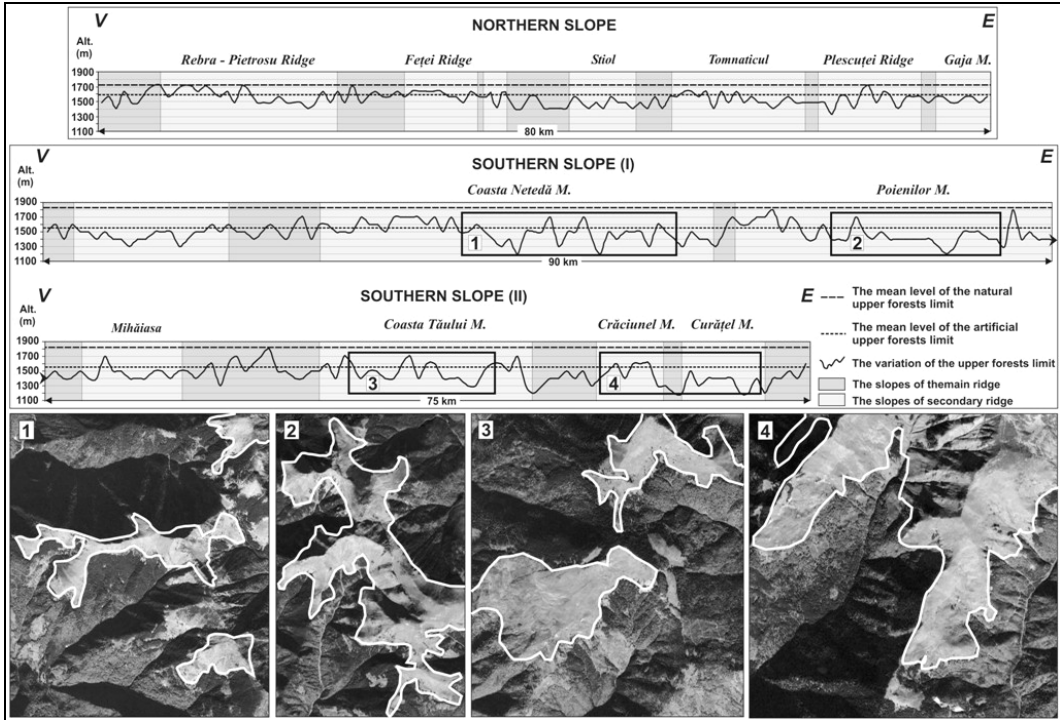 V NORTHERN SLOPE E
Alt.
(m)
Rebra - Pietrosu Ridge Feței Ridge Stiol Tomnaticul Plescuței Ridge Gaja M.
1900
1700
1500
1300
1100
80 km
V SOUTHERN SLOPE (I) E
Alt.
(m)
Coasta Netedă M. Poienilor M.
1900
1700
1500
1300
1100
1 2
90 km
V SOUTHERN SLOPE (II) E
Alt.
(m)
Mihăiasa Coasta Tăului M. Crăciunel M. Curățel M.
1900
1700
1500
1300
1100
3 4
75 km
The mean level of the natural
upper forests limit
The mean level of the artificial
upper forests limit
The variation of the upper forests limit
The slopes of themain ridge
The slopes of secondary ridge
1 2 3 4